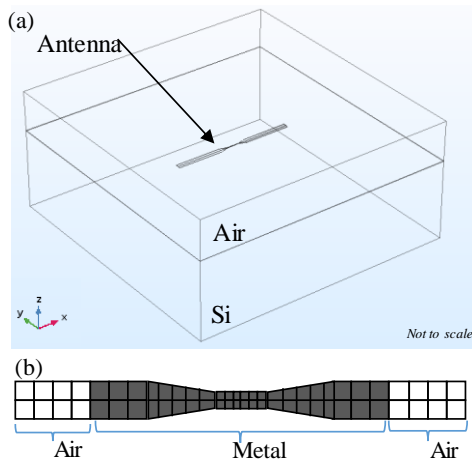 (a)
Antenna
Air
Si
z
y
x
Not to scale
(b)
Air
Metal
Air